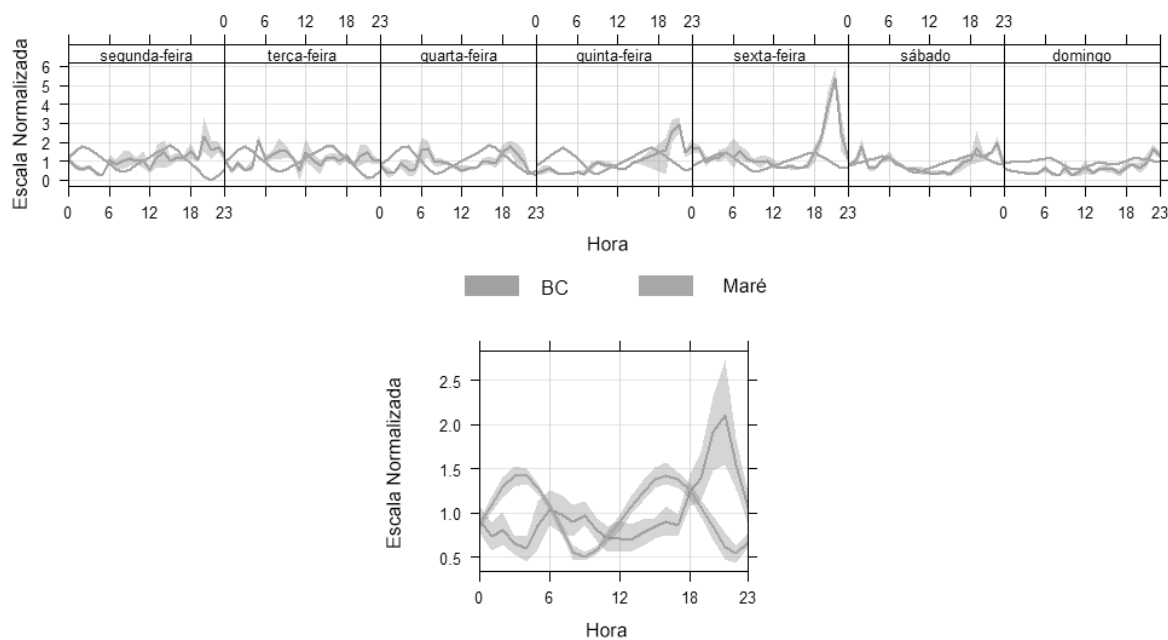 0 6 12 18 23 0 6 12 18 23 0 6 12 18 23
segunda-feira terça-feira quarta-feira quinta-feira sexta-feira sábado domingo
6
5
4
3
2
1
0
Escala Normalizada
0 6 12 18 23 0 6 12 18 23 0 6 12 18 23 0 6 12 18 23
Hora
BC Maré
2.5
2.0
1.5
1.0
0.5
Escala Normalizada
0 6 12 18 23
Hora